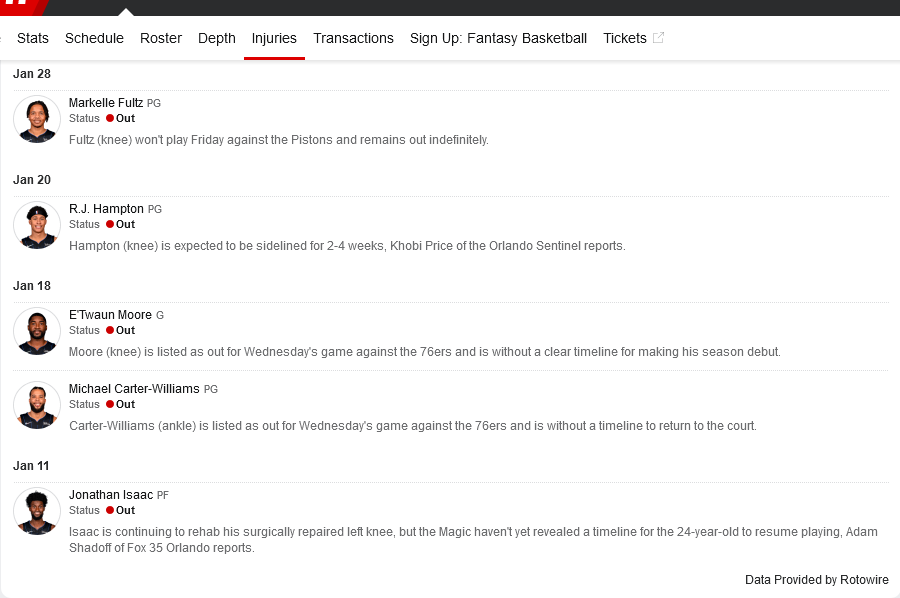 Stats Schedule Roster Depth Injuries Transactions Sign Up: Fantasy Basketball Tickets
Jan 28
Markelle Fultz PG
Status Out
Fultz (knee) won't play Friday against the Pistons and remains out indefinitely.
Jan 20
R.J. Hampton PG
Status Out
Hampton (knee) is expected to be sidelined for 2-4 weeks, Khobi Price of the Orlando Sentinel reports.
Jan 18
E'Twaun Moore G
Status Out
Moore (knee) is listed as out for Wednesday's game against the 76ers and is without a clear timeline for making his season debut.
Michael Carter-Williams PG
Status Out
Carter-Williams (ankle) is listed as out for Wednesday's game against the 76ers and is without a timeline to return to the court.
Jan 11
Jonathan Isaac PF
Status Out
Isaac is continuing to rehab his surgically repaired left knee, but the Magic haven't yet revealed a timeline for the 24-year-old to resume playing, Adam
Shadoff of Fox 35 Orlando reports.
Data Provided by Rotowire